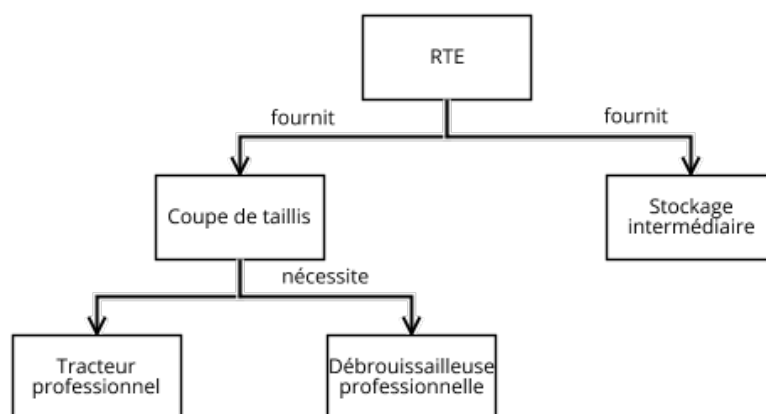 RTE
fournit
fournit
Coupe de taillis
Stockage
intermédiaire
nécessite
Tracteur
professionnel
Débrouissailleuse
professionnelle